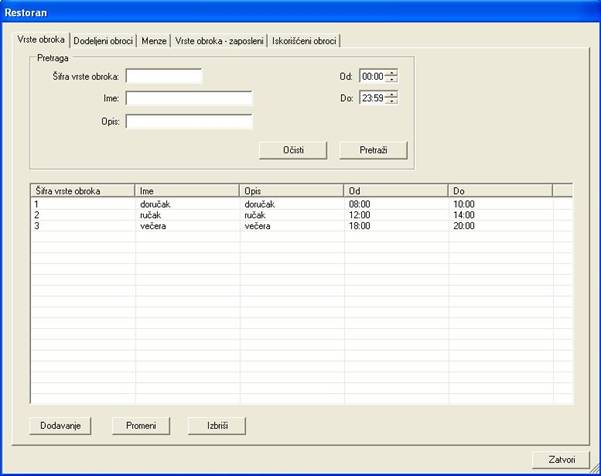 Restoran
Vrste obroka Dodeljeni obroci Menze Vrste obroka - zaposleni Iskorišćeni obroci
Pretraga
Šifra vrste obroka: Od: 00:00
Ime: Do: 23:59
Opis:
Očisti Pretraži
Šifra vrste obroka Ime Opis Od Do
1 doručak doručak 08:00 10:00
2 ručak ručak 12:00 14:00
3 večera večera 18:00 20:00
Dodavanje Promeni Izbriši
Zatvori